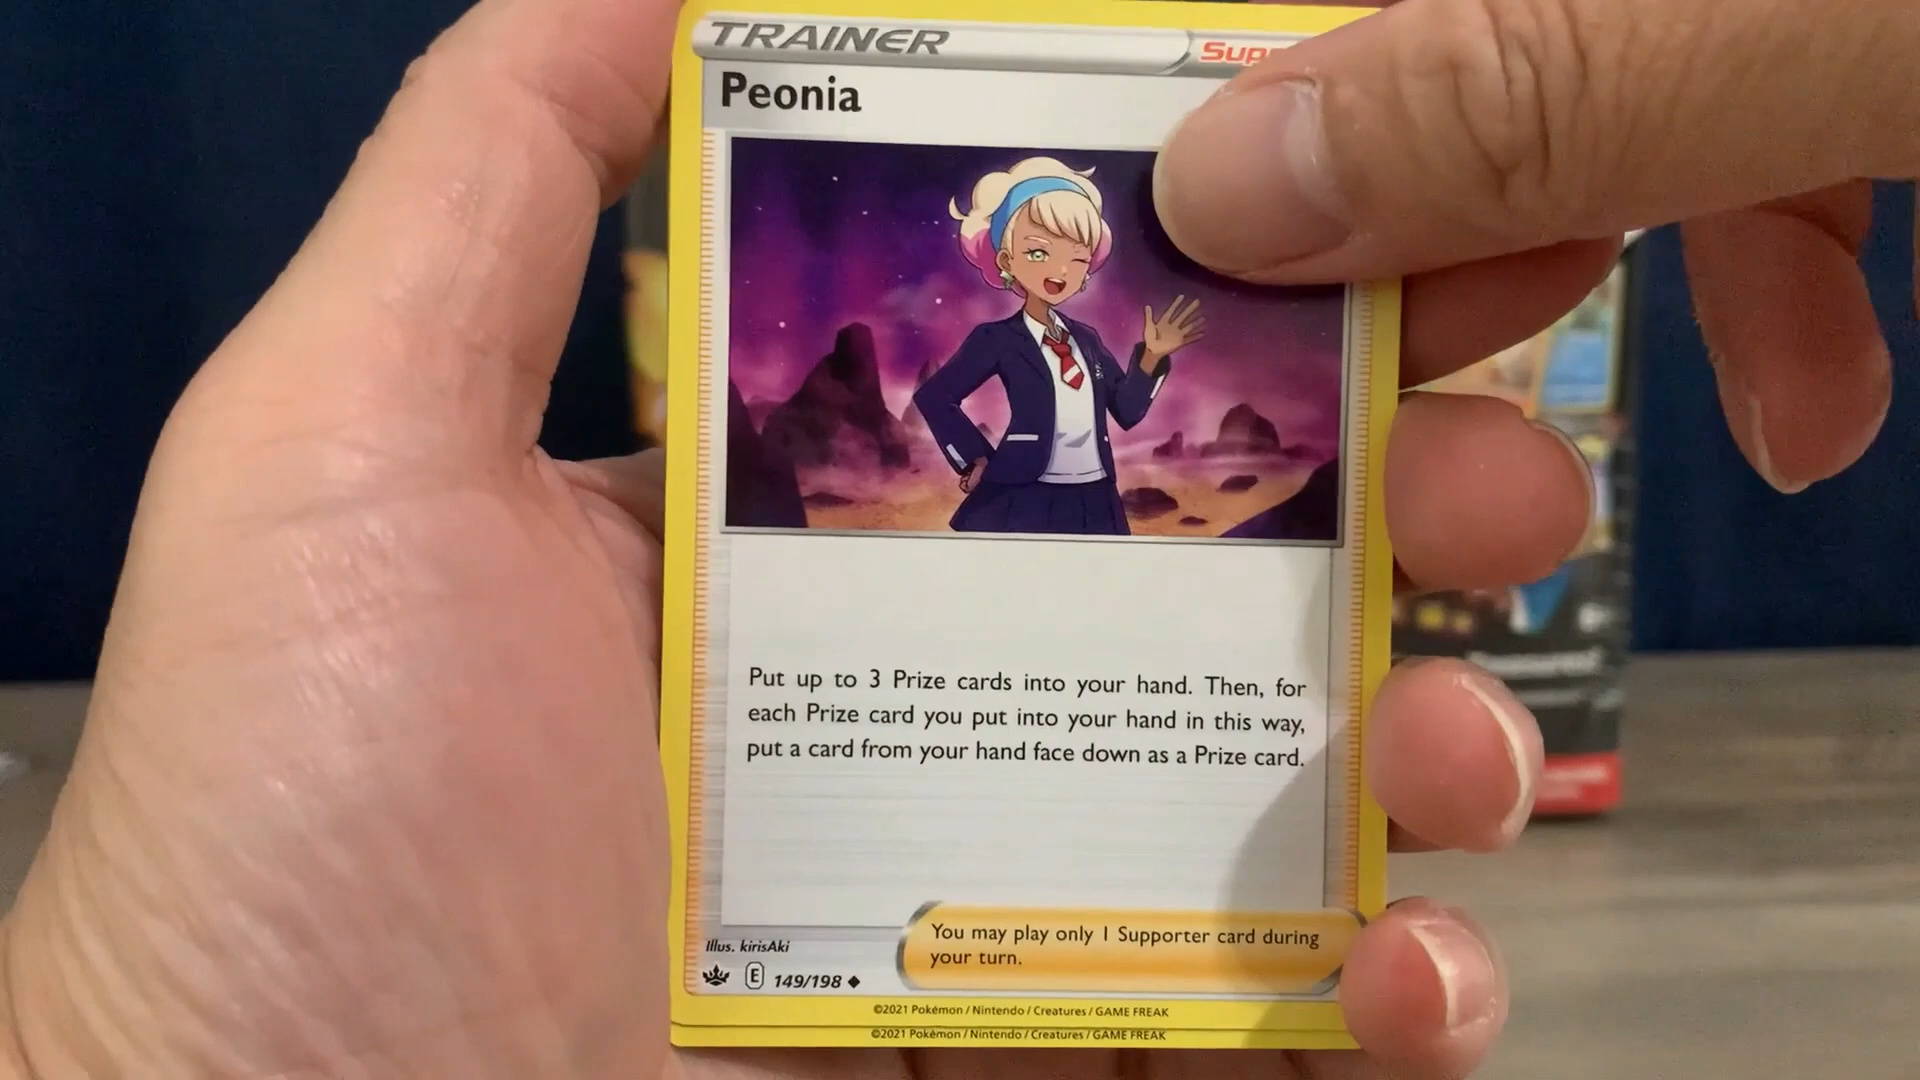 TRAINER
Peonia
Put up to 3 Prize cards into your hand. Then, for
each Prize card you put into your hand in this way,
put a card from your hand face down as a Prize card.
You may play only 1 Supporter card during
your turn.
Illus. kirisAki
E 149/198
©2021 Pokémon / Nintendo / Creatures / GAME FREAK
©2021 Pokémon / Nintendo / Creatures / GAME FREAK